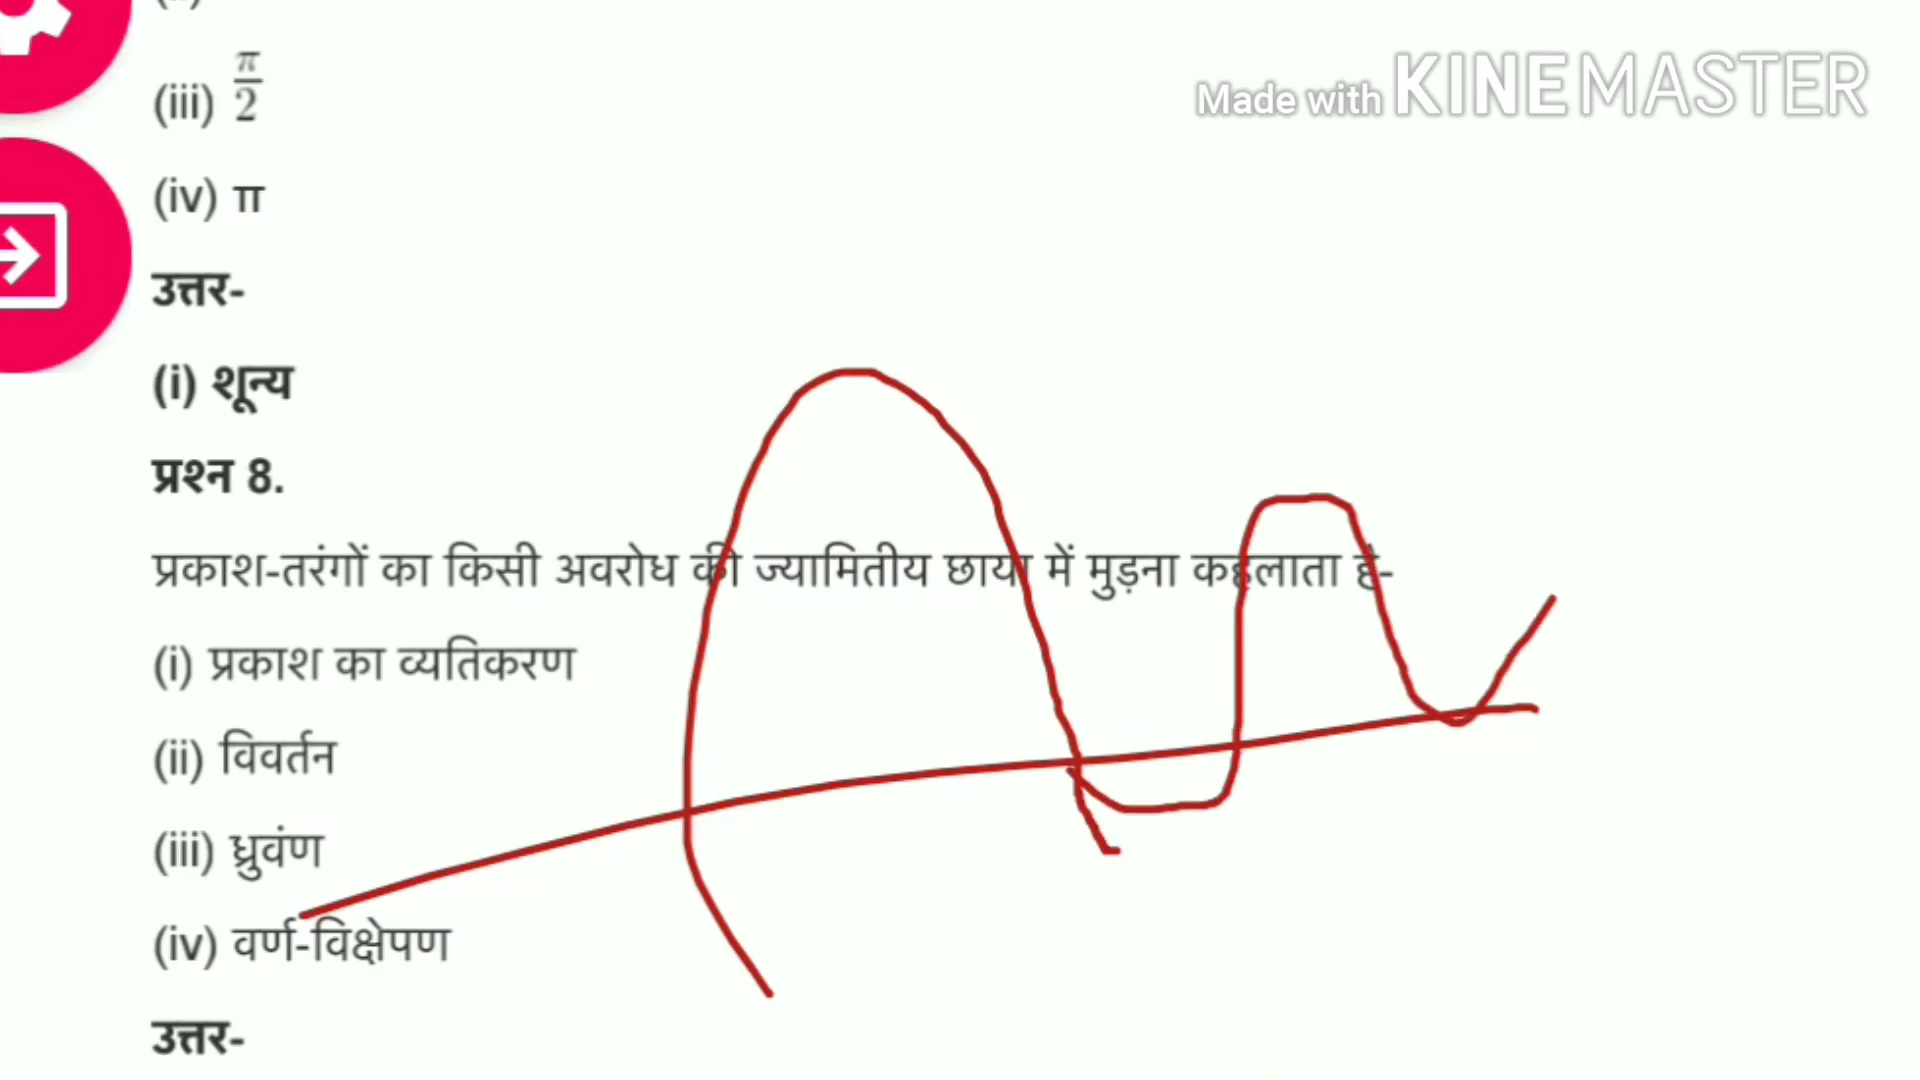 (iii) π/2
Made with KINEMASTER
(iv) π
उत्तर-
(i) शून्य
प्रश्न 8.
प्रकाश-तरंगों का किसी अवरोध की ज्यामितीय छाया में मुड़ना कहलाता है-
(i) प्रकाश का व्यतिकरण
(ii) विवर्तन
(iii) ध्रुवंण
(iv) वर्ण-विक्षेपण
उत्तर-